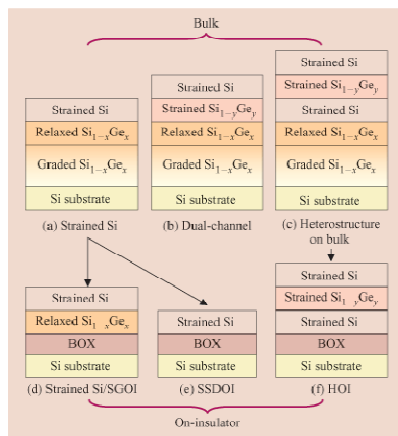 Bulk
Strained Si
Relaxed Si1−xGex
Graded Si1−xGex
Si substrate
(a) Strained Si
Strained Si
Strained Si1−yGey
Relaxed Si1−xGex
Graded Si1−xGex
Si substrate
(b) Dual-channel
Strained Si
Strained Si1−yGey
Strained Si
Relaxed Si1−xGex
Graded Si1−xGex
Si substrate
(c) Heterostructure
on bulk
Strained Si
Relaxed Si1 xGex
BOX
Si substrate
(d) Strained Si/SGOI
Strained Si
BOX
Si substrate
(e) SSDOI
Strained Si
Strained Si1 yGey
Strained Si
BOX
Si substrate
(f) HOI
On-insulator